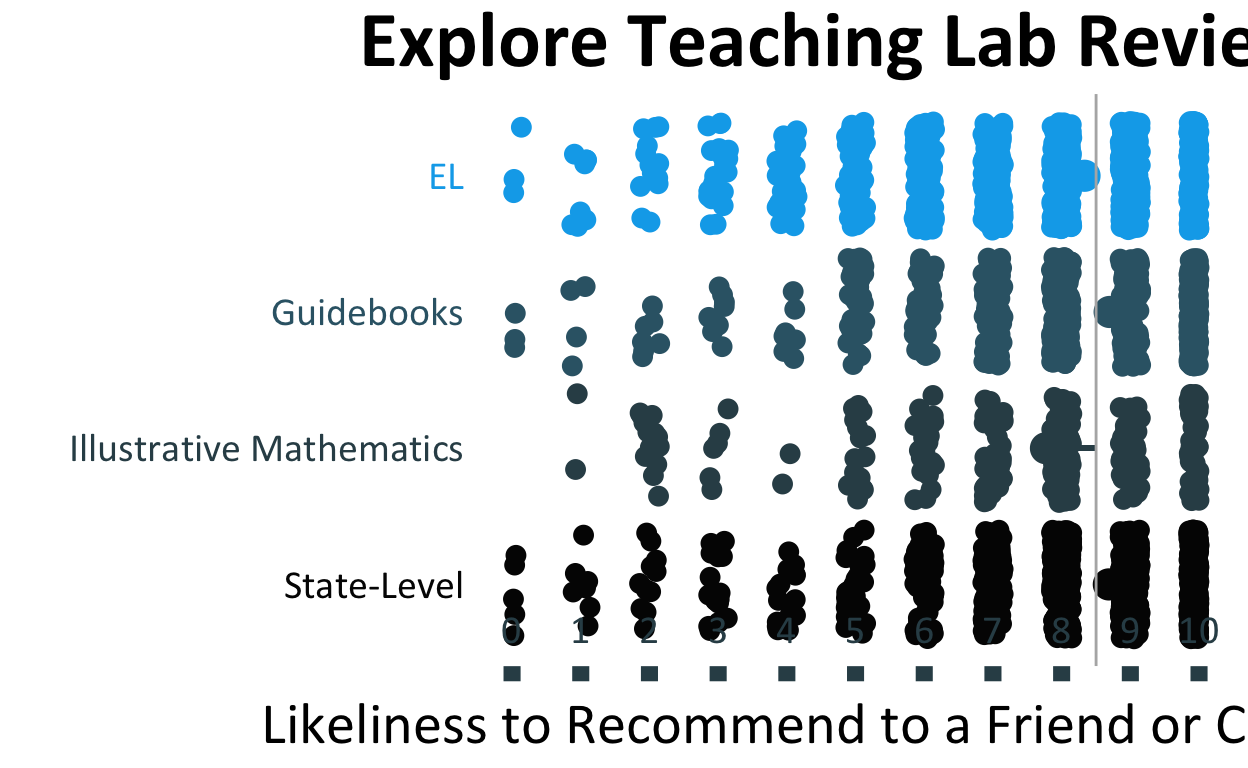 Explore Teaching Lab Revie
EL
Guidebooks
Illustrative Mathematics
State-Level
0 1 2 3 4 5 6 7 8 9 10
Likeliness to Recommend to a Friend or C